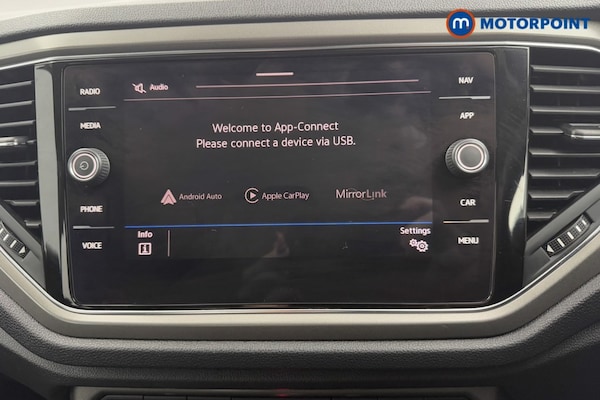 MOTORPOINT
RADIO
MEDIA
PHONE
VOICE
Audio
Welcome to App-Connect
Please connect a device via USB.
Android Auto
Apple CarPlay
MirrorLink
Info
Settings
NAV
APP
CAR
MENU